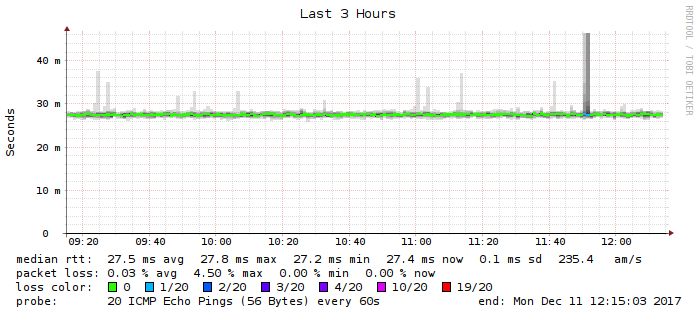 Last 3 Hours
RRDTOOL / TOBI OETIKER
Seconds
40 m
30 m
20 m
10 m
0
09:20 09:40 10:00 10:20 10:40 11:00 11:20 11:40 12:00
median rtt: 27.5 ms avg 27.8 ms max 27.2 ms min 27.4 ms now 0.1 ms sd 235.4 am/s
packet loss: 0.03 % avg 4.50 % max 0.00 % min 0.00 % now
loss color: 0 1/20 2/20 3/20 4/20 10/20 19/20
probe: 20 ICMP Echo Pings (56 Bytes) every 60s end: Mon Dec 11 12:15:03 2017